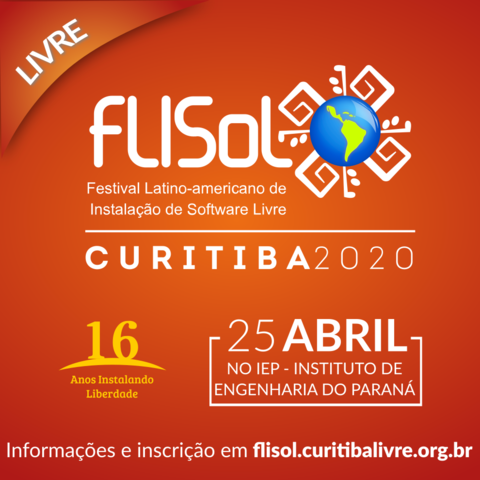 LIVRE
FLISoL
Festival Latino-americano de
Instalação de Software Livre
CURITIBA2020
16
Anos Instalando
Liberdade
25 ABRIL
NO IEP - INSTITUTO DE
ENGENHARIA DO PARANÁ
Informações e inscrição em flisol.curitibalivre.org.br